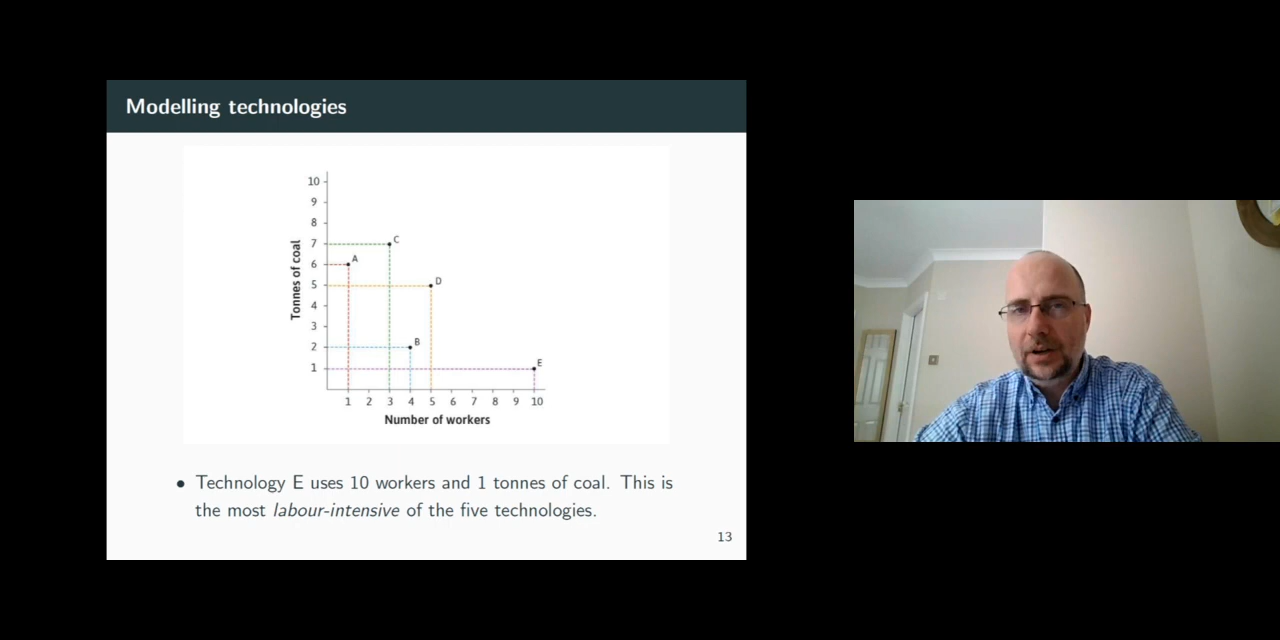 Modelling technologies
10
9
8
7
6
5
4
3
2
1
Tonnes of coal
C
A
D
B
E
1 2 3 4 5 6 7 8 9 10
Number of workers
• Technology E uses 10 workers and 1 tonnes of coal. This is
the most labour-intensive of the five technologies.
13